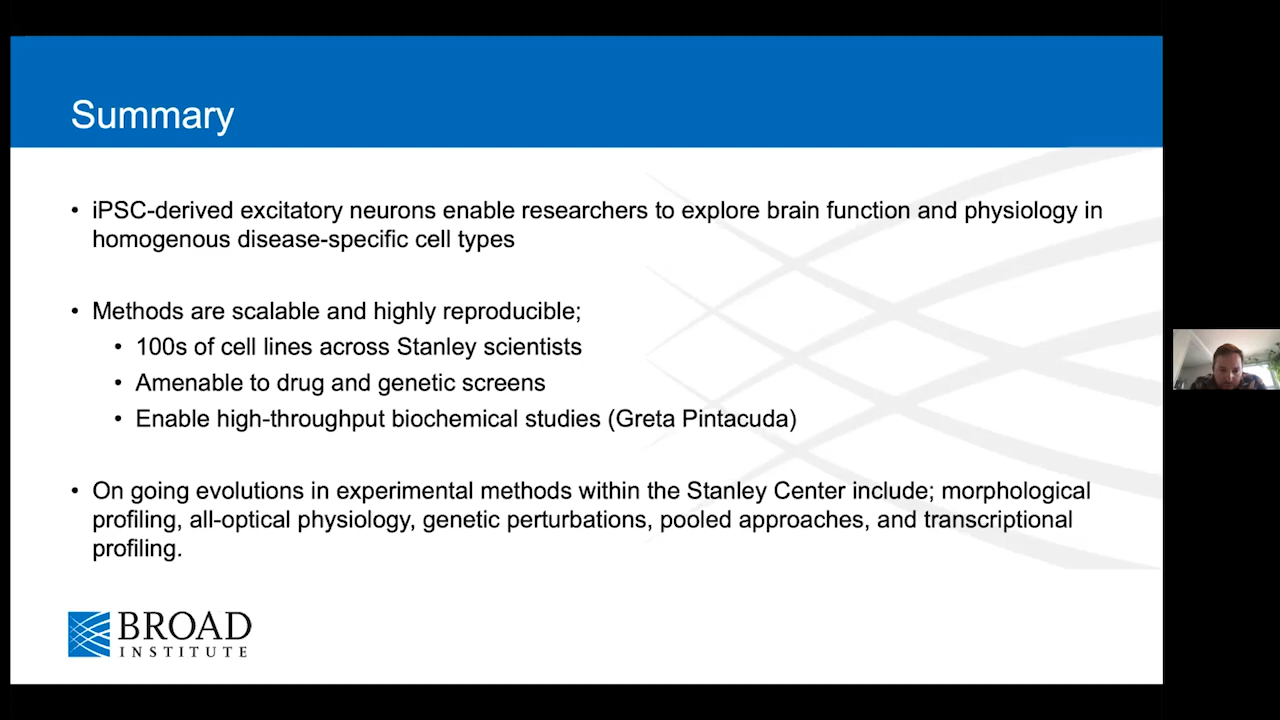 Summary
• iPSC-derived excitatory neurons enable researchers to explore brain function and physiology in
homogenous disease-specific cell types
• Methods are scalable and highly reproducible;
• 100s of cell lines across Stanley scientists
• Amenable to drug and genetic screens
• Enable high-throughput biochemical studies (Greta Pintacuda)
• On going evolutions in experimental methods within the Stanley Center include; morphological
profiling, all-optical physiology, genetic perturbations, pooled approaches, and transcriptional
profiling.
BROAD
INSTITUTE